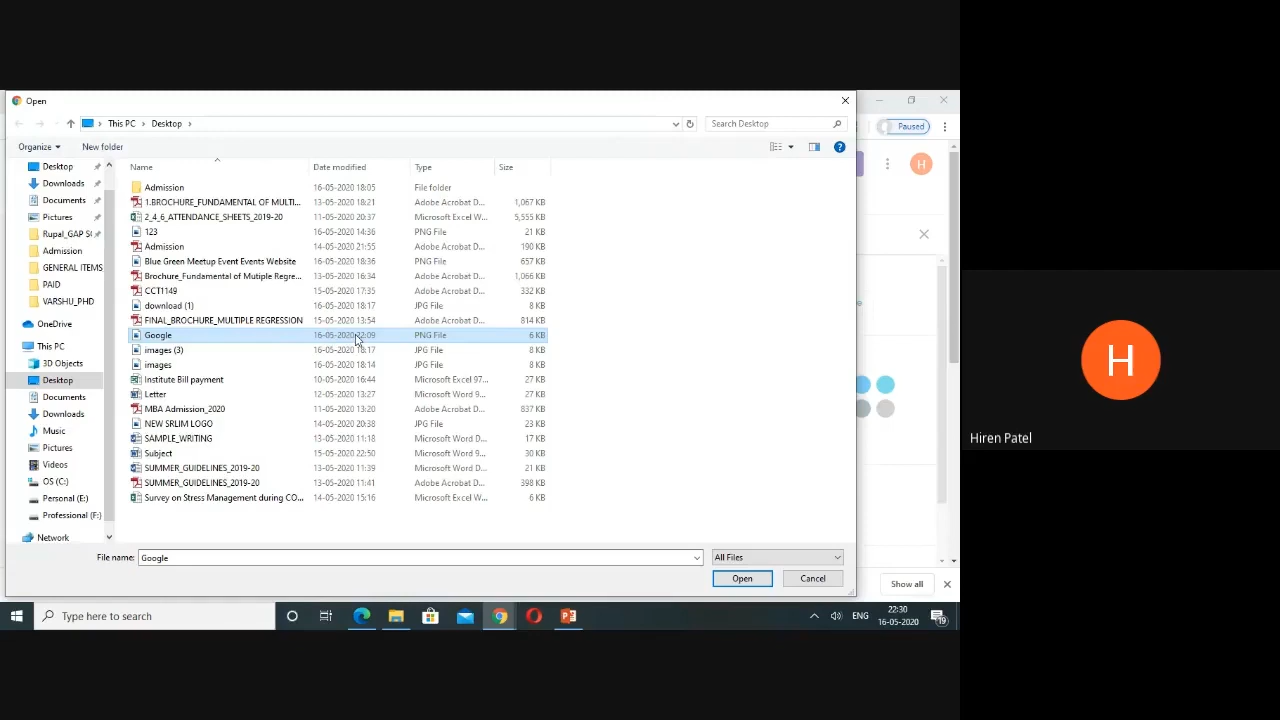 Open
This PC
Desktop
Search Desktop
Paused
Organize
New folder
Desktop
Downloads
Documents
Pictures
Rupal_GAP S
Admission
GENERAL ITEMS
PAID
VARSHU_PHD
OneDrive
This PC
3D Objects
Desktop
Documents
Downloads
Music
Pictures
Videos
OS (C:)
Personal (E:)
Professional (F:)
Network
Name Date modified Type Size
Admission 16-05-2020 18:05 File folder
1.BROCHURE_FUNDAMENTAL OF MULTI... 13-05-2020 18:21 Adobe Acrobat D... 1,067 KB
2_4_6_ATTENDANCE_SHEETS_2019-20 11-05-2020 20:37 Microsoft Excel W... 5,555 KB
123 16-05-2020 14:36 PNG File 21 KB
Admission 14-05-2020 21:55 Adobe Acrobat D... 190 KB
Blue Green Meetup Event Events Website 16-05-2020 18:36 PNG File 657 KB
Brochure_Fundamental of Mutiple Regre... 13-05-2020 16:34 Adobe Acrobat D... 1,066 KB
CCT1149 15-05-2020 17:35 Adobe Acrobat D... 332 KB
download (1) 16-05-2020 18:17 JPG File 8 KB
FINAL_BROCHURE_MULTIPLE REGRESSION 15-05-2020 13:54 Adobe Acrobat D... 814 KB
Google 16-05-2020 22:09 PNG File 6 KB
images (3) 16-05-2020 18:17 JPG File 8 KB
images 16-05-2020 18:14 JPG File 8 KB
Institute Bill payment 10-05-2020 16:44 Microsoft Excel 97... 27 KB
Letter 12-05-2020 13:27 Microsoft Word 9... 27 KB
MBA Admission_2020 11-05-2020 13:20 Adobe Acrobat D... 837 KB
NEW SRLIM LOGO 14-05-2020 20:38 JPG File 23 KB
SAMPLE_WRITING 13-05-2020 11:18 Microsoft Word D... 17 KB
Subject 15-05-2020 22:50 Microsoft Word 9... 30 KB
SUMMER_GUIDELINES_2019-20 13-05-2020 11:39 Microsoft Word D... 21 KB
SUMMER_GUIDELINES_2019-20 13-05-2020 11:41 Adobe Acrobat D... 398 KB
Survey on Stress Management during CO... 14-05-2020 15:16 Microsoft Excel W... 6 KB
File name: Google
All Files
Open Cancel
Show all
Type here to search
ENG
22:30
16-05-2020
19
H
H
Hiren Patel